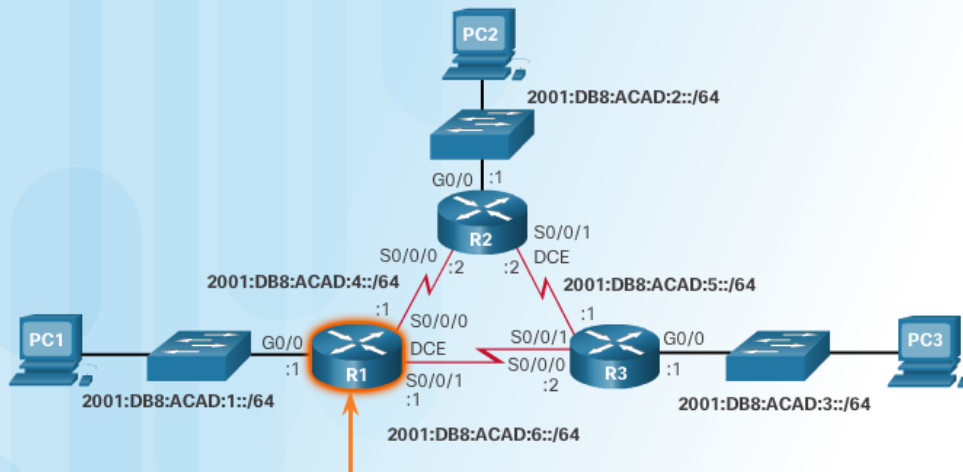 PC2
2001:DB8:ACAD:2::/64
G0/0 :1
R2
S0/0/0 :2
S0/0/1
:2 DCE
2001:DB8:ACAD:4::/64
2001:DB8:ACAD:5::/64
:1
S0/0/0
DCE
:1
S0/0/1
PC1
G0/0
:1
R1
S0/0/1
:1
S0/0/0
:2
R3
G0/0
:1
PC3
2001:DB8:ACAD:1::/64
2001:DB8:ACAD:3::/64
2001:DB8:ACAD:6::/64